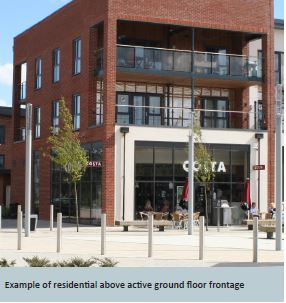 COSTA
COSTA
Example of residential above active ground floor frontage